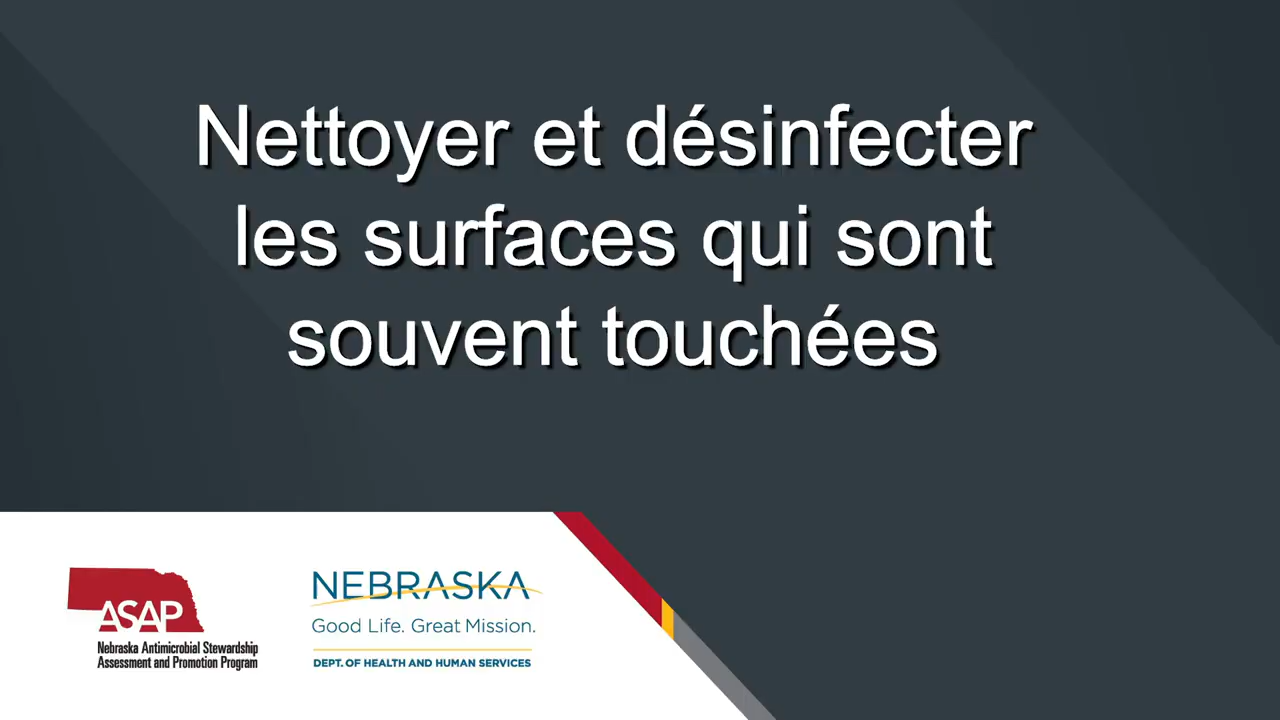 Nettoyer et désinfecter
les surfaces qui sont
souvent touchées
ASAP
Nebraska Antimicrobial Stewardship
Assessment and Promotion Program
NEBRASKA
Good Life. Great Mission.
DEPT. OF HEALTH AND HUMAN SERVICES